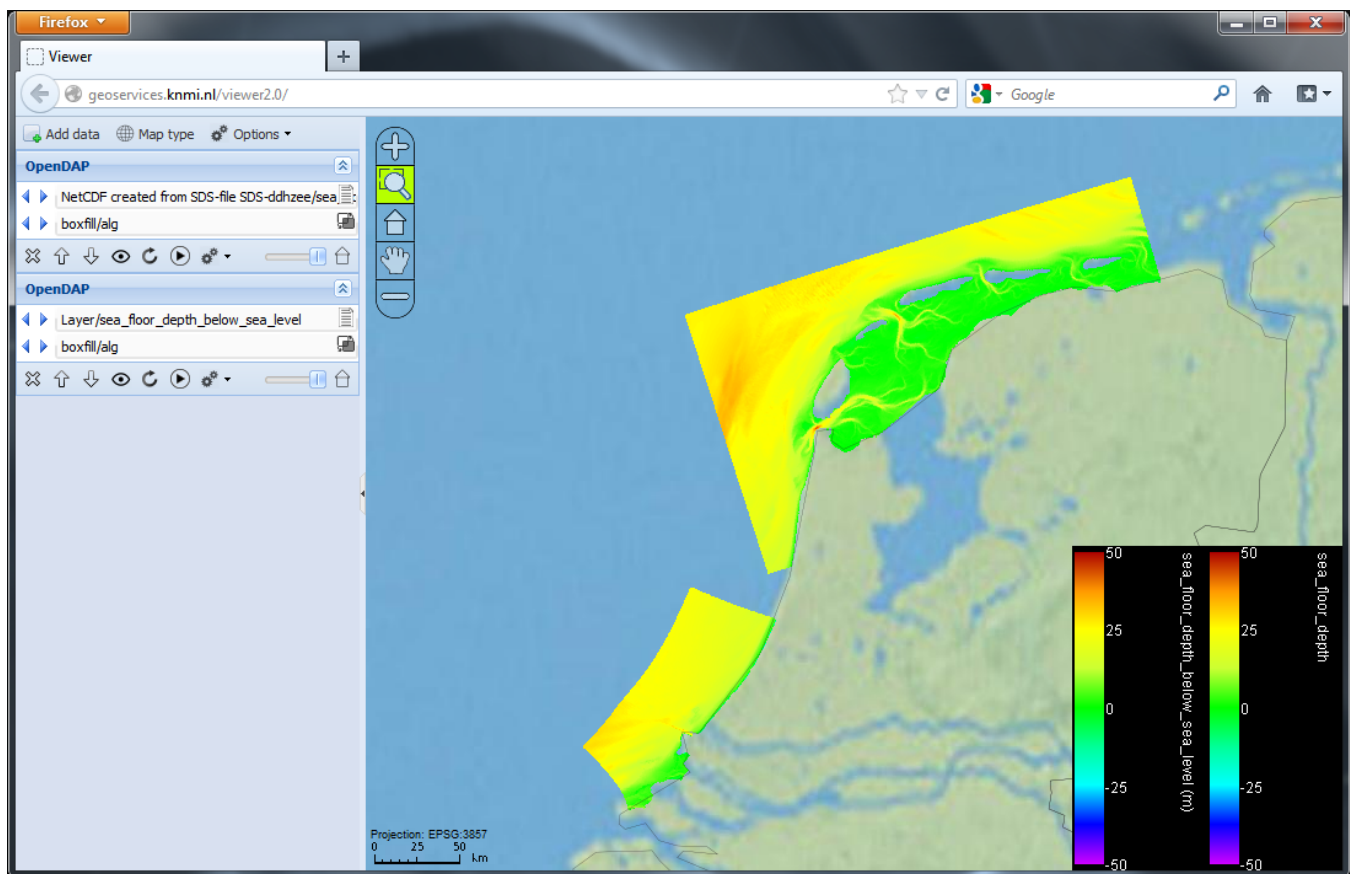 Firefox
Viewer
geoservices.knmi.nl/viewer2.0/
Google
Add data Map type Options
OpenDAP
NetCDF created from SDS-file SDS-ddhzee/sea_
boxfill/alg
OpenDAP
Layer/sea_floor_depth_below_sea_level
boxfill/alg
50
25
0
-25
-50
sea_floor_depth_below_sea_level (m)
50
25
0
-25
-50
sea_floor_depth
Projection: EPSG:3857
0 25 50
km